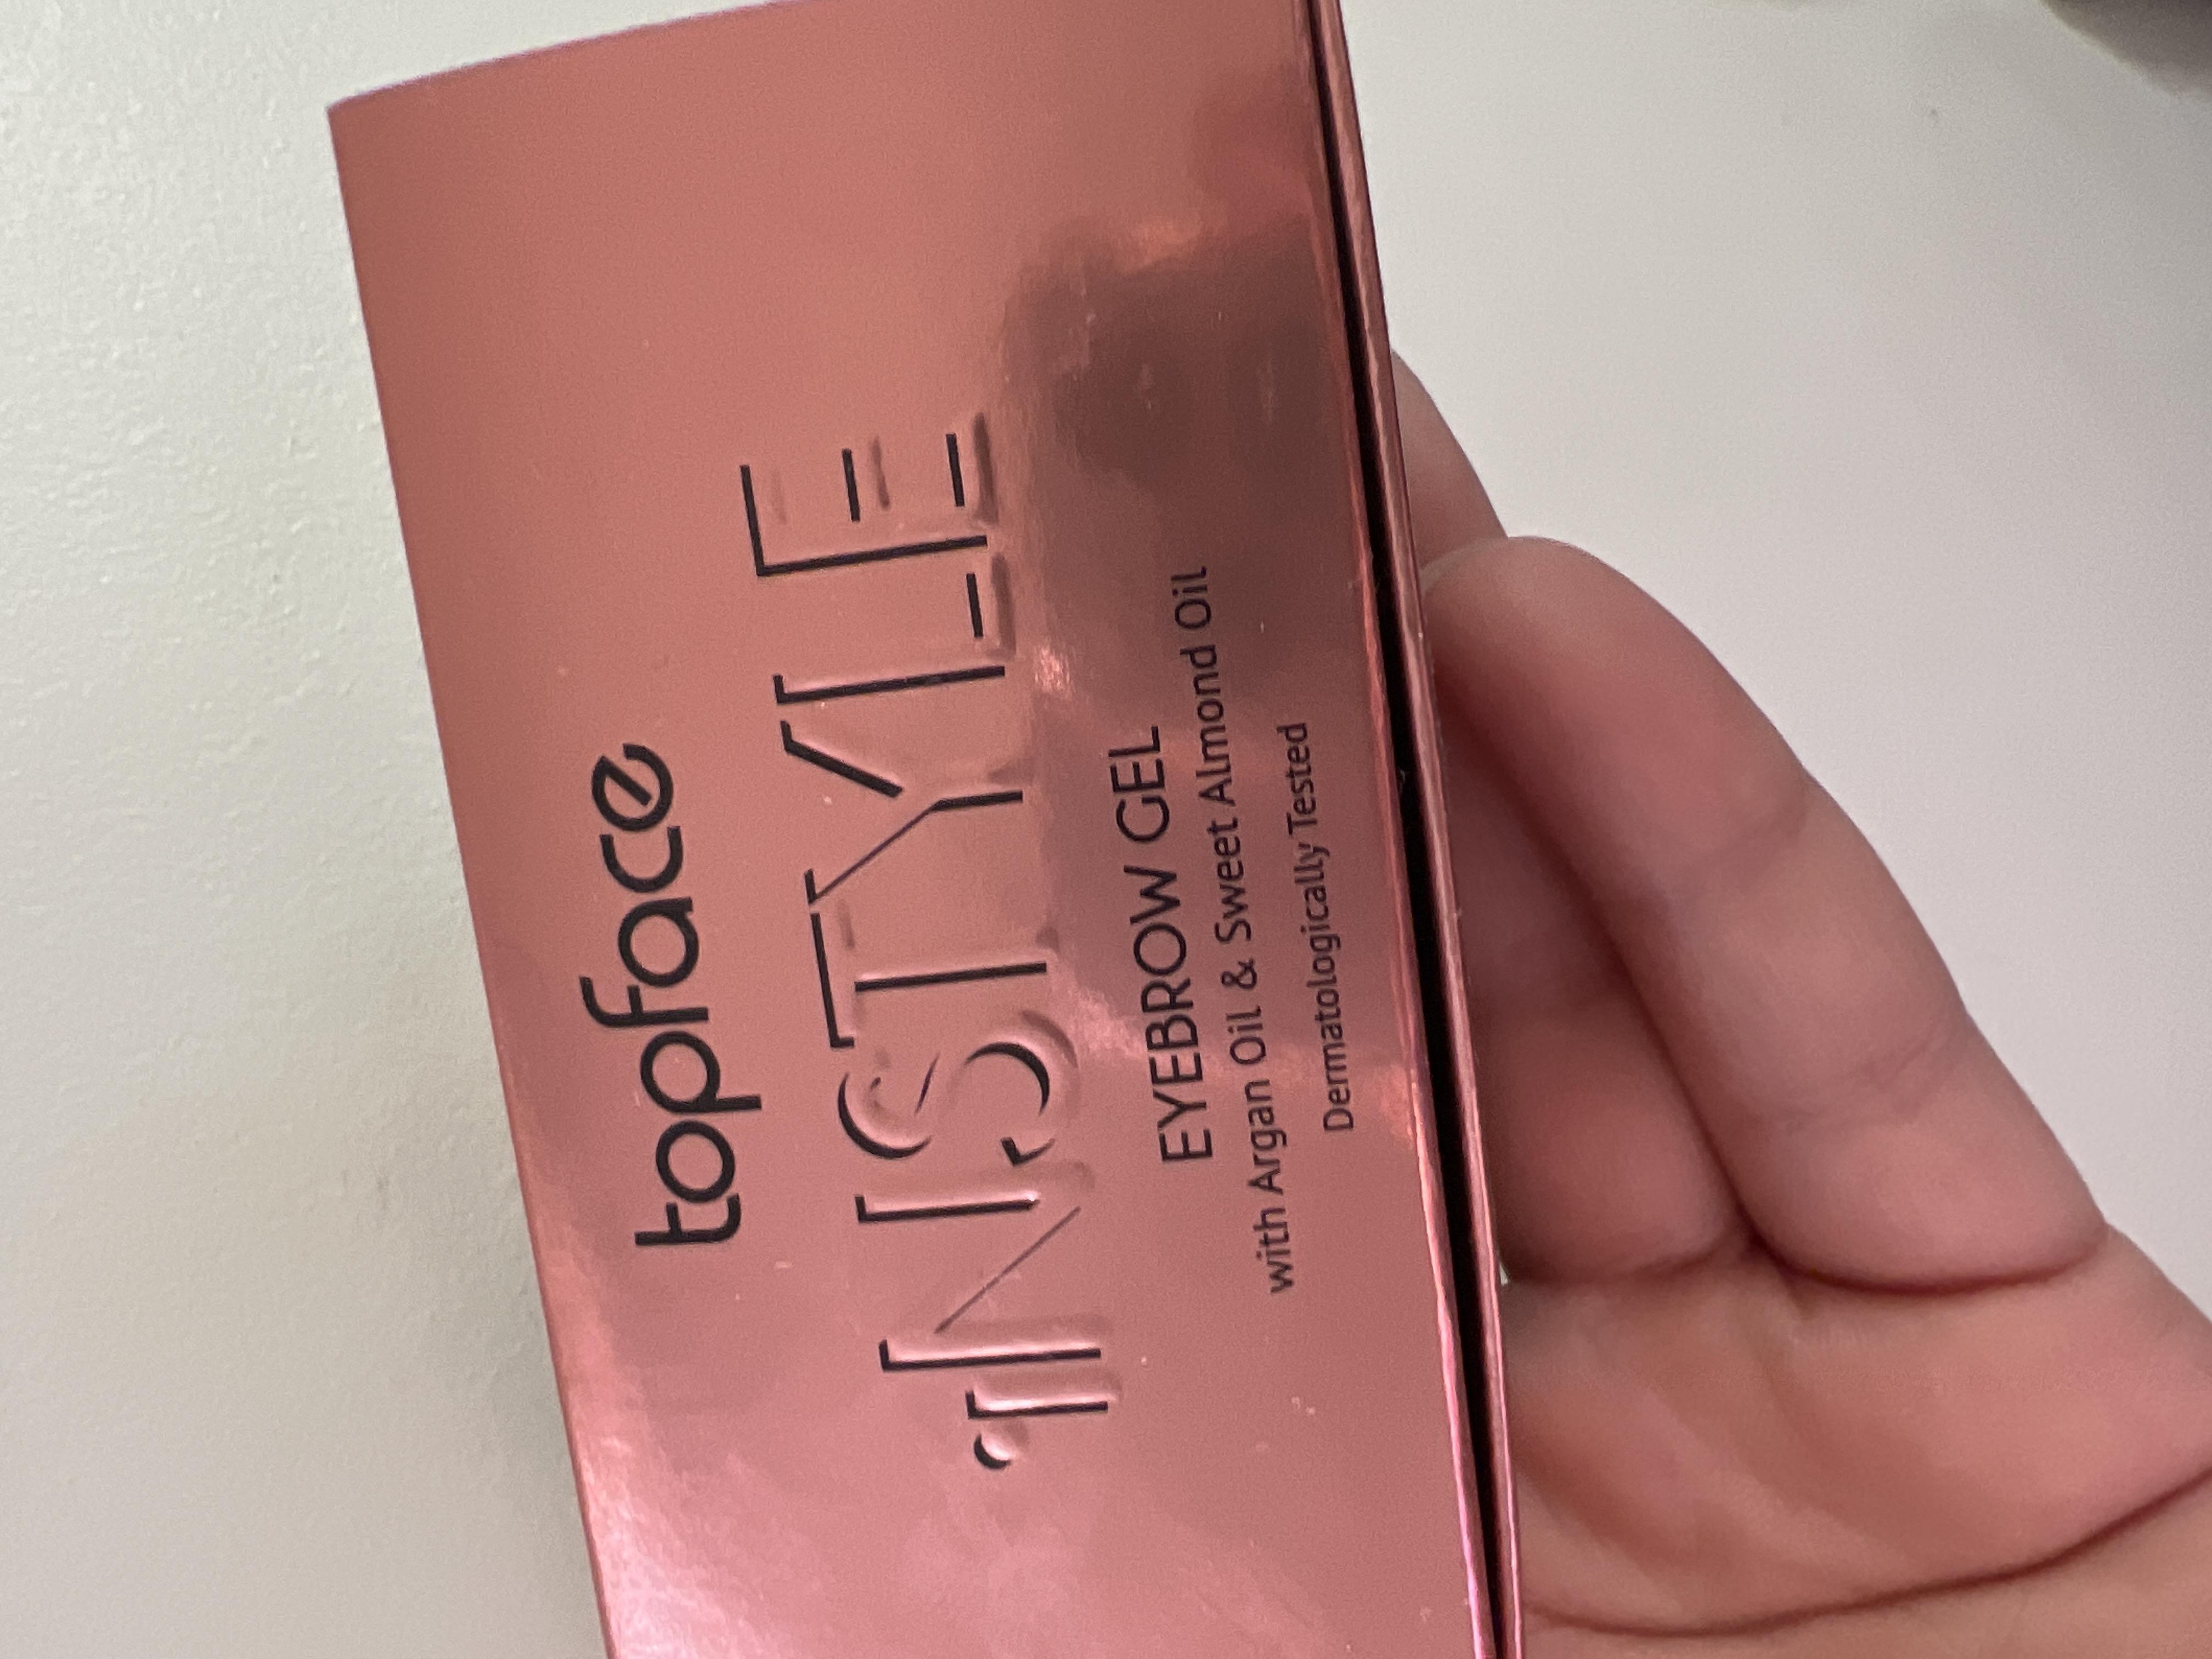 topface
iNSTYLE
EYEBROW GEL
with Argan Oil & Sweet Almond Oil
Dermatologically Tested